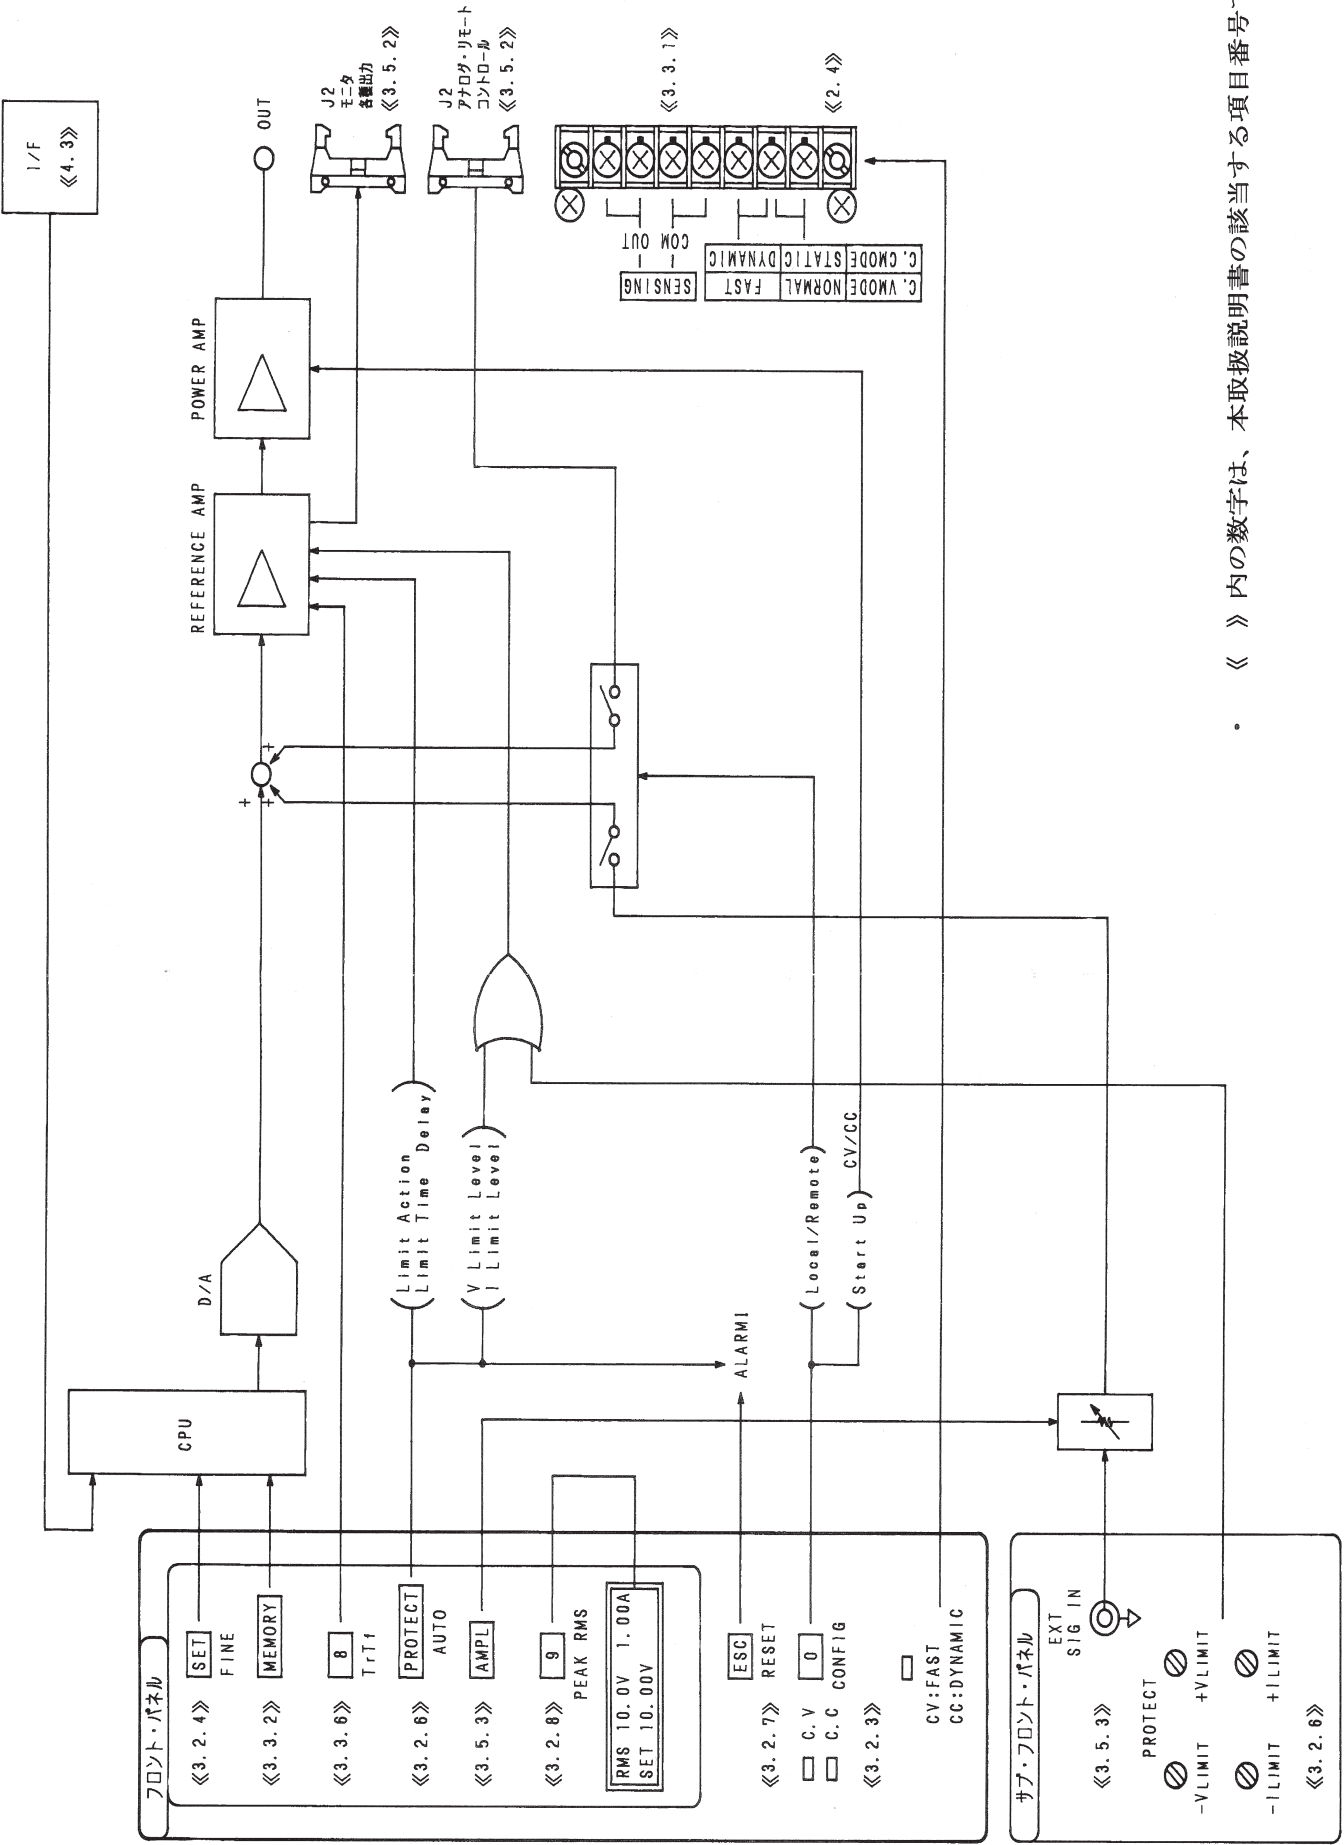 フロント・パネル
《3. 2. 4》
SET
FINE
《3. 3. 2》
MEMORY
《3. 3. 6》
8
TrTf
《3. 2. 6》
PROTECT
AUTO
《3. 5. 3》
AMPL
《3. 2. 8》
9
PEAK RMS
RMS 10. 0V 1. 00A
SET 10. 00V
《3. 2. 7》
ESC
RESET
C. V
C. C
0
CONFIG
《3. 2. 3》
CV:FAST
CC:DYNAMIC
サブ・フロント・パネル
EXT
SIG IN
《3. 5. 3》
PROTECT
-VLIMIT
+VLIMIT
-ILIMIT
+ILIMIT
《3. 2. 6》
I/F
《4. 3》
CPU
D/A
(Limit Action
Limit Time Delay)
(V Limit Level
I Limit Level)
ALARM1
(Local/Remote)
(Start Up)
CV/CC
+
+
+
REFERENCE AMP
POWER AMP
OUT
J2
モニタ
各種出力
《3. 5. 2》
J2
アナログ・リモート
コントロール
《3. 5. 2》
《3. 3. 1》
《2. 4》
COM OUT
SENSING
C. CMODE STATIC DYNAMIC
C. VMODE NORMAL FAST
・ 《 》内の数字は、本取扱説明書の該当する項目番号